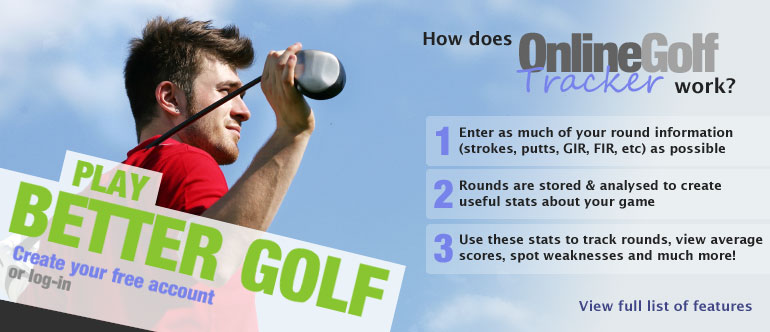 PLAY
BETTER GOLF
Create your free account
or log-in
How does OnlineGolf
Tracker work?
1 Enter as much of your round information
(strokes, putts, GIR, FIR, etc) as possible
2 Rounds are stored & analysed to create
useful stats about your game
3 Use these stats to track rounds, view average
scores, spot weaknesses and much more!
View full list of features